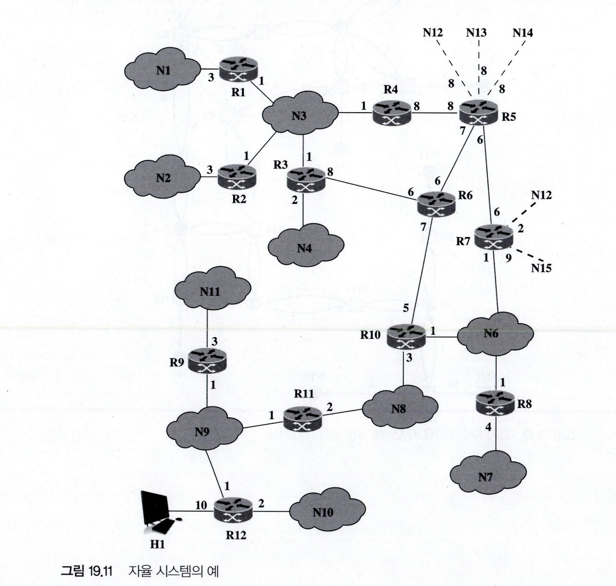 N12 N13 N14
8 8 8
N1 3 R1 1
N3 1 R4 8 8 R5
7 6
N2 3 R2 1
1 R3 8
2
N4
6 6 R6
7
6 R7 2 N12
1 9 N15
N11
5
R10 1 N6
3
3 R9
1
1 R8
4
R11
1 2 N8
N9
N7
1
10 2 N10
H1 R12
그림 19.11 자율 시스템의 예